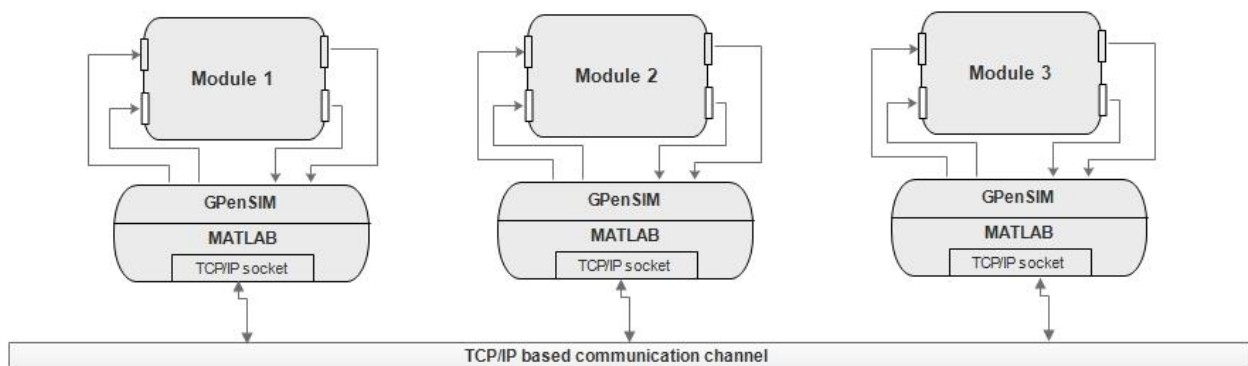 Module 1
Module 2
Module 3
GPenSIM
GPenSIM
GPenSIM
MATLAB
MATLAB
MATLAB
TCP/IP socket
TCP/IP socket
TCP/IP socket
TCP/IP based communication channel